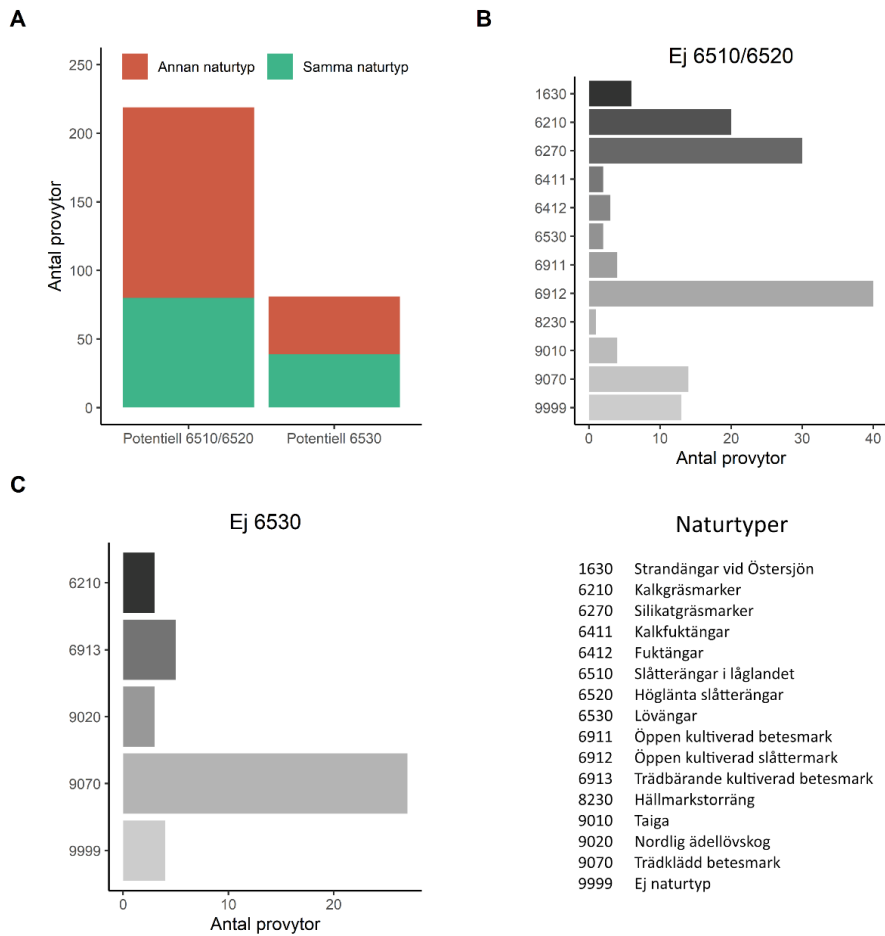 A
Annan naturtyp
Samma naturtyp
Antal provytor
250
200
150
100
50
0
Potentiell 6510/6520
Potentiell 6530
B
Ej 6510/6520
1630
6210
6270
6411
6412
6530
6911
6912
8230
9010
9070
9999
0 10 20 30 40
Antal provytor
C
Ej 6530
6210
6913
9020
9070
9999
0 10 20
Antal provytor
Naturtyper
1630 Strandängar vid Östersjön
6210 Kalkgräsmarker
6270 Silikatgräsmarker
6411 Kalkfuktängar
6412 Fuktängar
6510 Slåtterängar i låglandet
6520 Höglänta slåtterängar
6530 Lövängar
6911 Öppen kultiverad betesmark
6912 Öppen kultiverad slåttermark
6913 Trädbärande kultiverad betesmark
8230 Hällmarkstorräng
9010 Taiga
9020 Nordlig ädellövskog
9070 Trädklädd betesmark
9999 Ej naturtyp